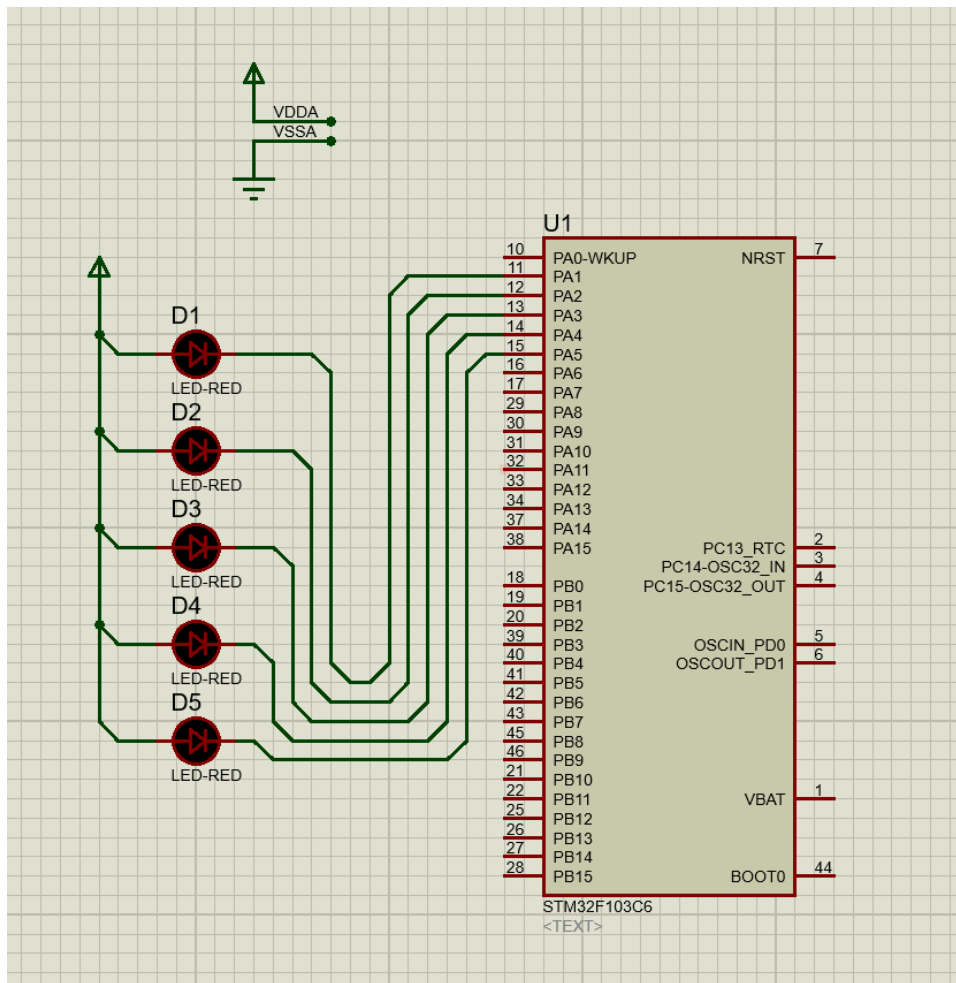 VDDA
VSSA
U1
10 PA0-WKUP NRST 7
11 PA1
12 PA2
13 PA3
14 PA4
15 PA5
16 PA6
17 PA7
29 PA8
30 PA9
31 PA10
32 PA11
33 PA12
34 PA13
37 PA14
38 PA15 PC13_RTC 2
PC14-OSC32_IN 3
18 PB0 PC15-OSC32_OUT 4
19 PB1
20 PB2
39 PB3 OSCIN_PD0 5
40 PB4 OSCOUT_PD1 6
41 PB5
42 PB6
43 PB7
45 PB8
46 PB9
21 PB10
22 PB11 VBAT 1
25 PB12
26 PB13
27 PB14
28 PB15 BOOT0 44
STM32F103C6
<TEXT>
D1
LED-RED
D2
LED-RED
D3
LED-RED
D4
LED-RED
D5
LED-RED